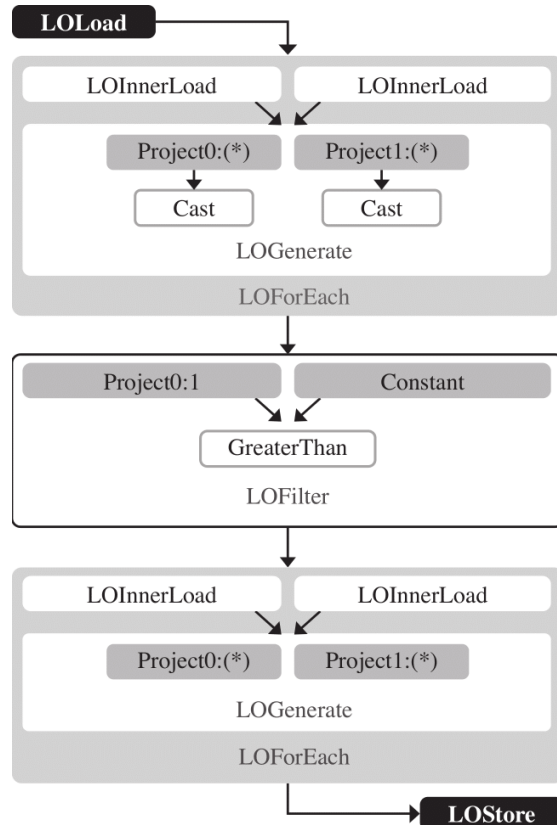 LOLoad
LOInnerLoad LOInnerLoad
Project0:(*) Project1:(*)
Cast Cast
LOGenerate
LOForEach
Project0:1 Constant
GreaterThan
LOFilter
LOInnerLoad LOInnerLoad
Project0:(*) Project1:(*)
LOGenerate
LOForEach
LOStore